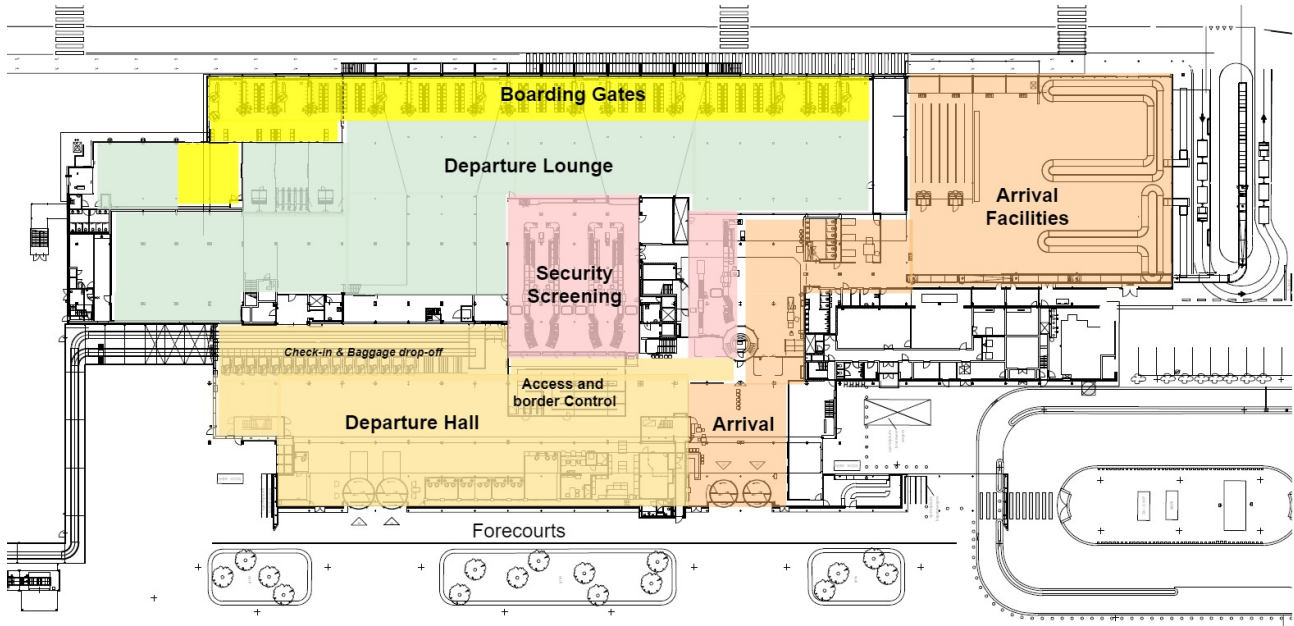 Boarding Gates
Departure Lounge
Arrival
Facilities
Security
Screening
Check-in & Baggage drop-off
Access and
border Control
Departure Hall
Arrival
Forecourts